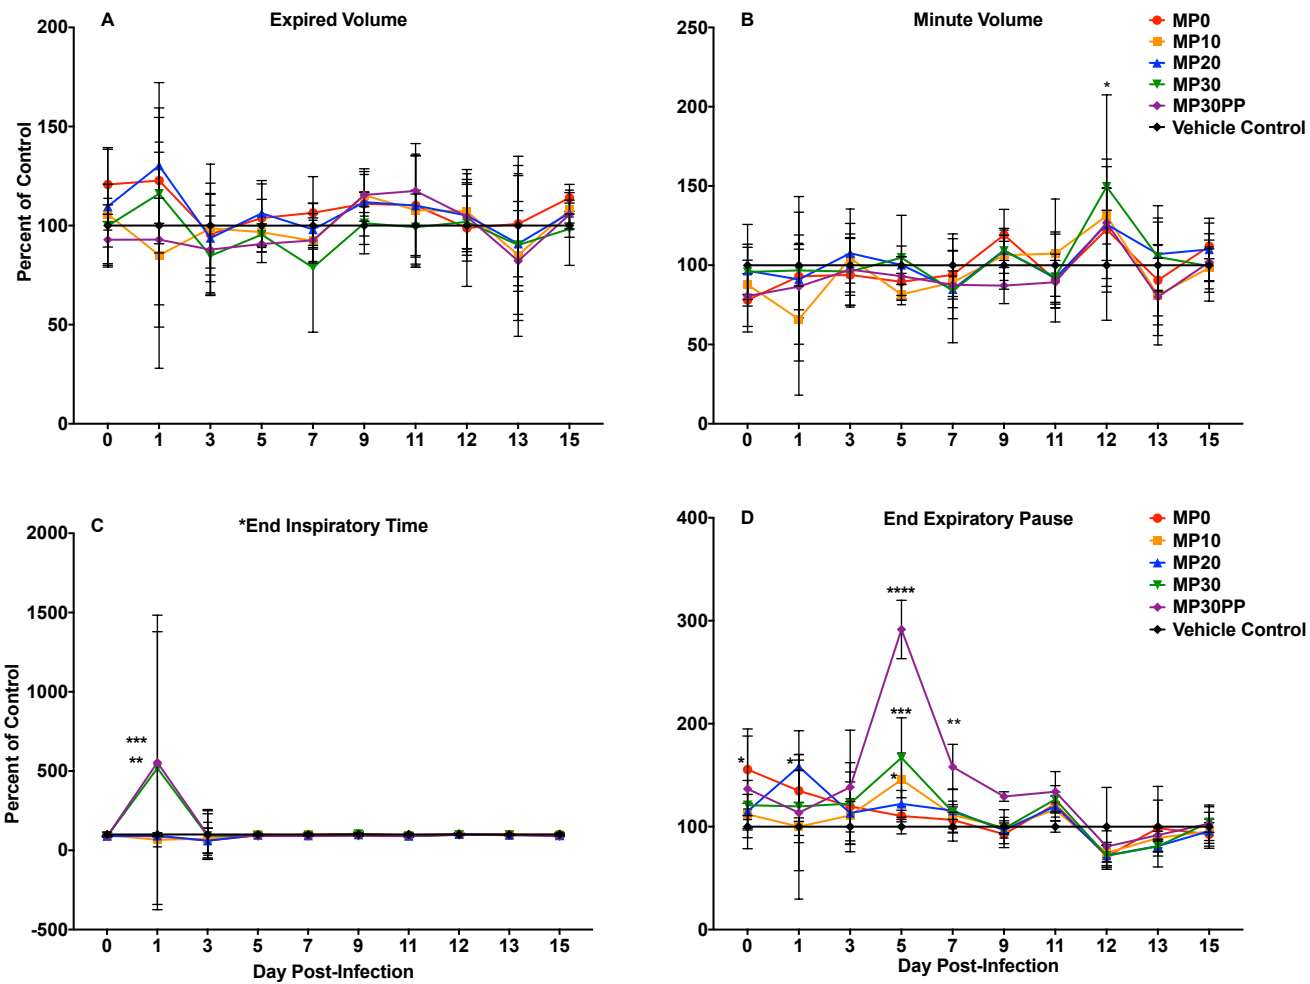 A
Expired Volume
200
150
100
50
0
Percent of Control
0 1 3 5 7 9 11 12 13 15
B
Minute Volume
250
200
150
100
50
0
*
0 1 3 5 7 9 11 12 13 15
MP0
MP10
MP20
MP30
MP30PP
Vehicle Control
C
*End Inspiratory Time
2000
1500
1000
500
0
-500
Percent of Control
***
**
0 1 3 5 7 9 11 12 13 15
Day Post-Infection
D
End Expiratory Pause
400
300
200
100
0
****
***
**
*
*
*
0 1 3 5 7 9 11 12 13 15
Day Post-Infection
MP0
MP10
MP20
MP30
MP30PP
Vehicle Control